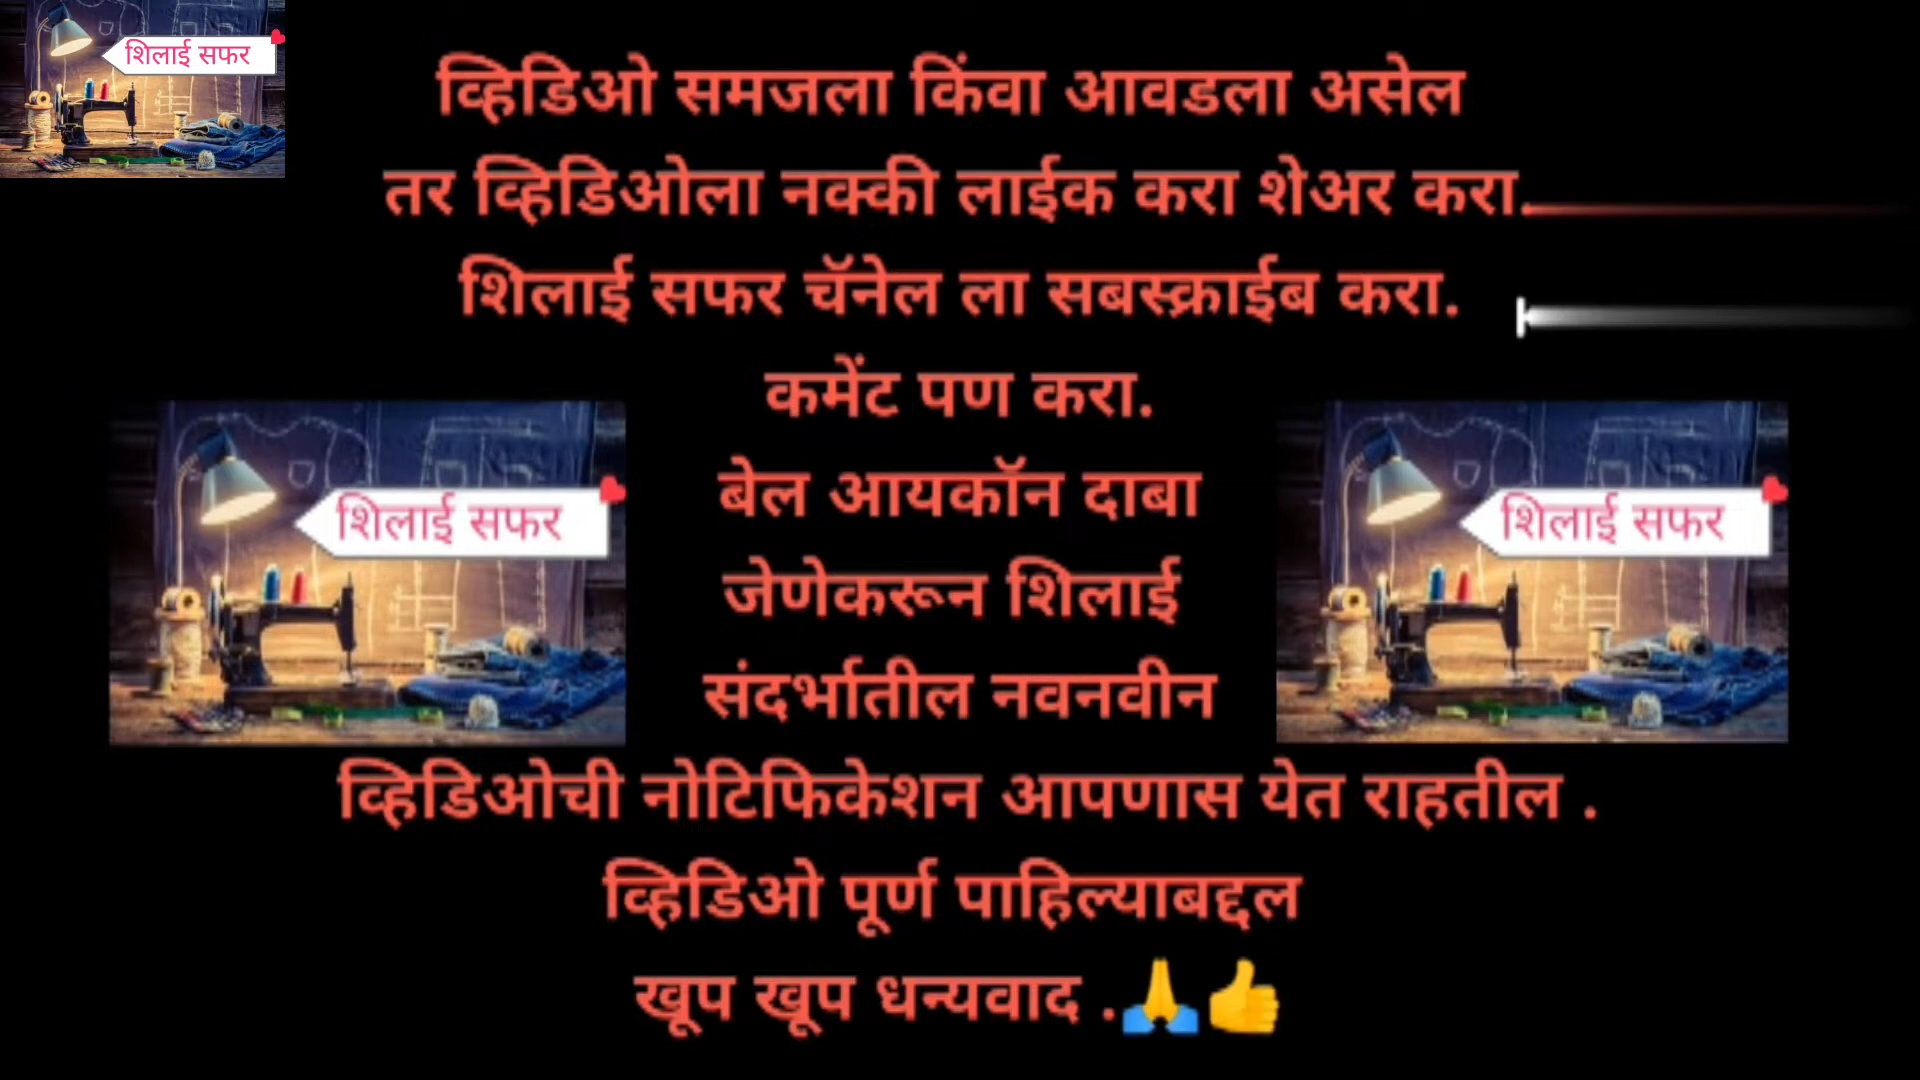 शिलाई सफर
व्हिडिओ समजला किंवा आवडला असेल
तर व्हिडिओला नक्की लाईक करा शेअर करा.
शिलाई सफर चॅनेल ला सबस्क्राईब करा.
कमेंट पण करा.
बेल आयकॉन दाबा
जेणेकरून शिलाई
संदर्भातील नवनवीन
व्हिडिओची नोटिफिकेशन आपणास येत राहतील .
व्हिडिओ पूर्ण पाहिल्याबद्दल
खूप खूप धन्यवाद .🙏👍
शिलाई सफर
शिलाई सफर